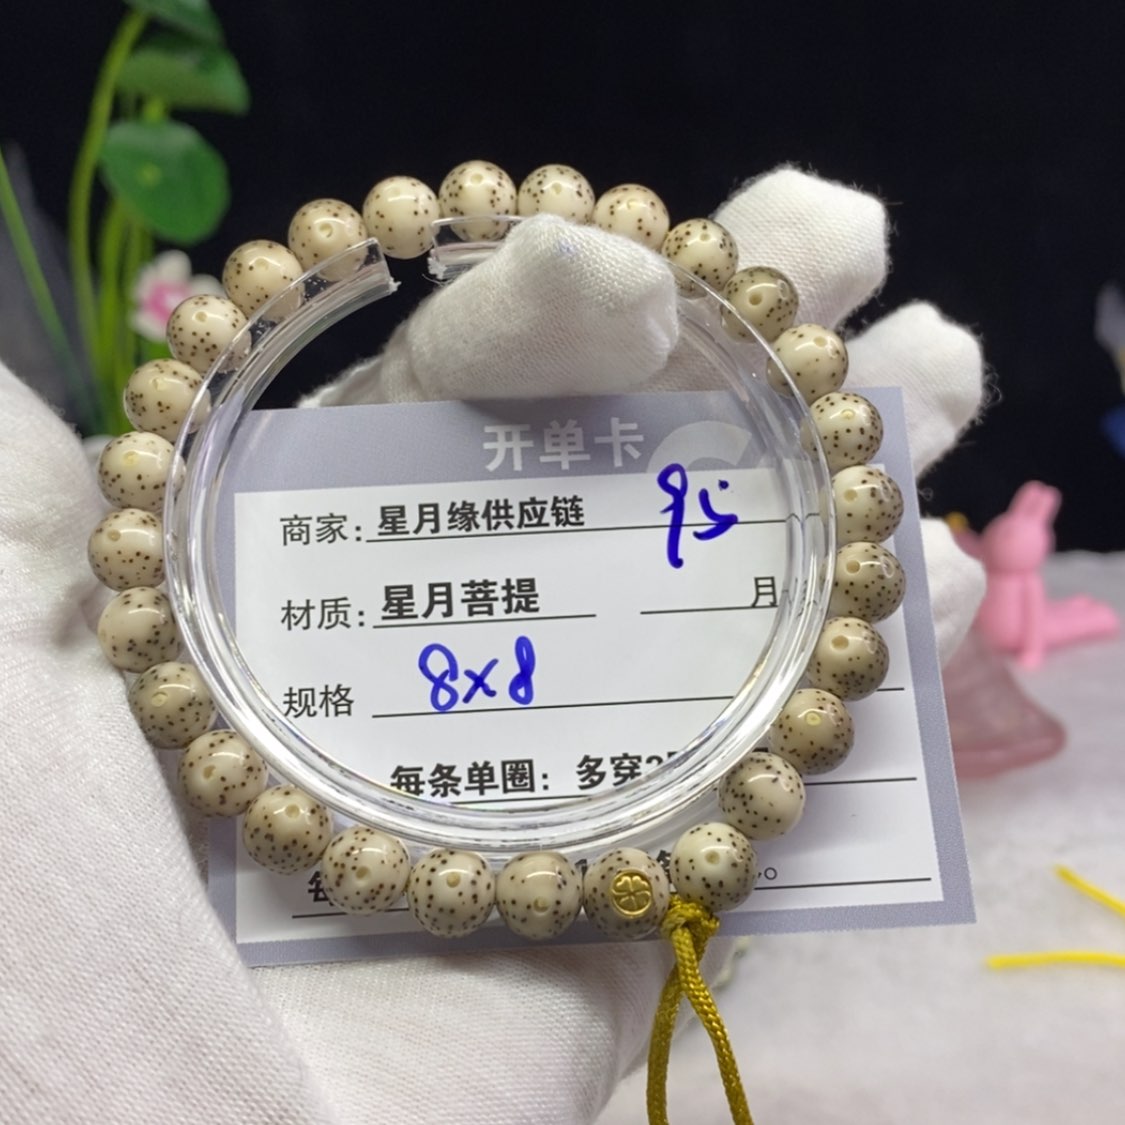 开单卡
商家：星月缘供应链 95
材质：星月菩提 月
规格 8x8
每条单圈：多穿